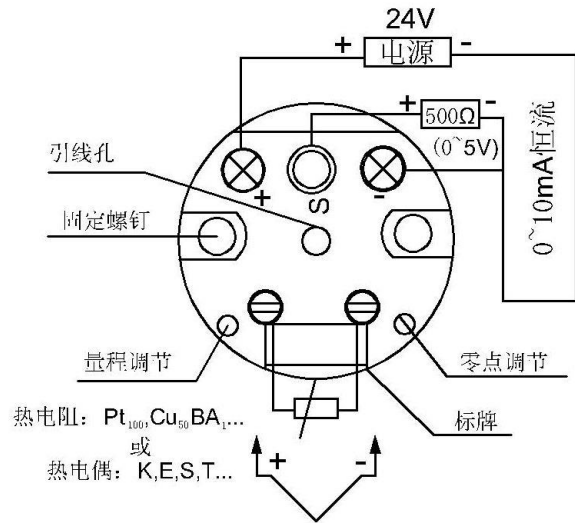 24V
+ 电源 -
+ 500Ω -
(0~5V)
0~10mA恒流
引线孔
+ S -
固定螺钉
量程调节
零点调节
热电阻：Pt₁₀₀,Cu₅₀BA₁...
或
标牌
热电偶：K,E,S,T...
+ -